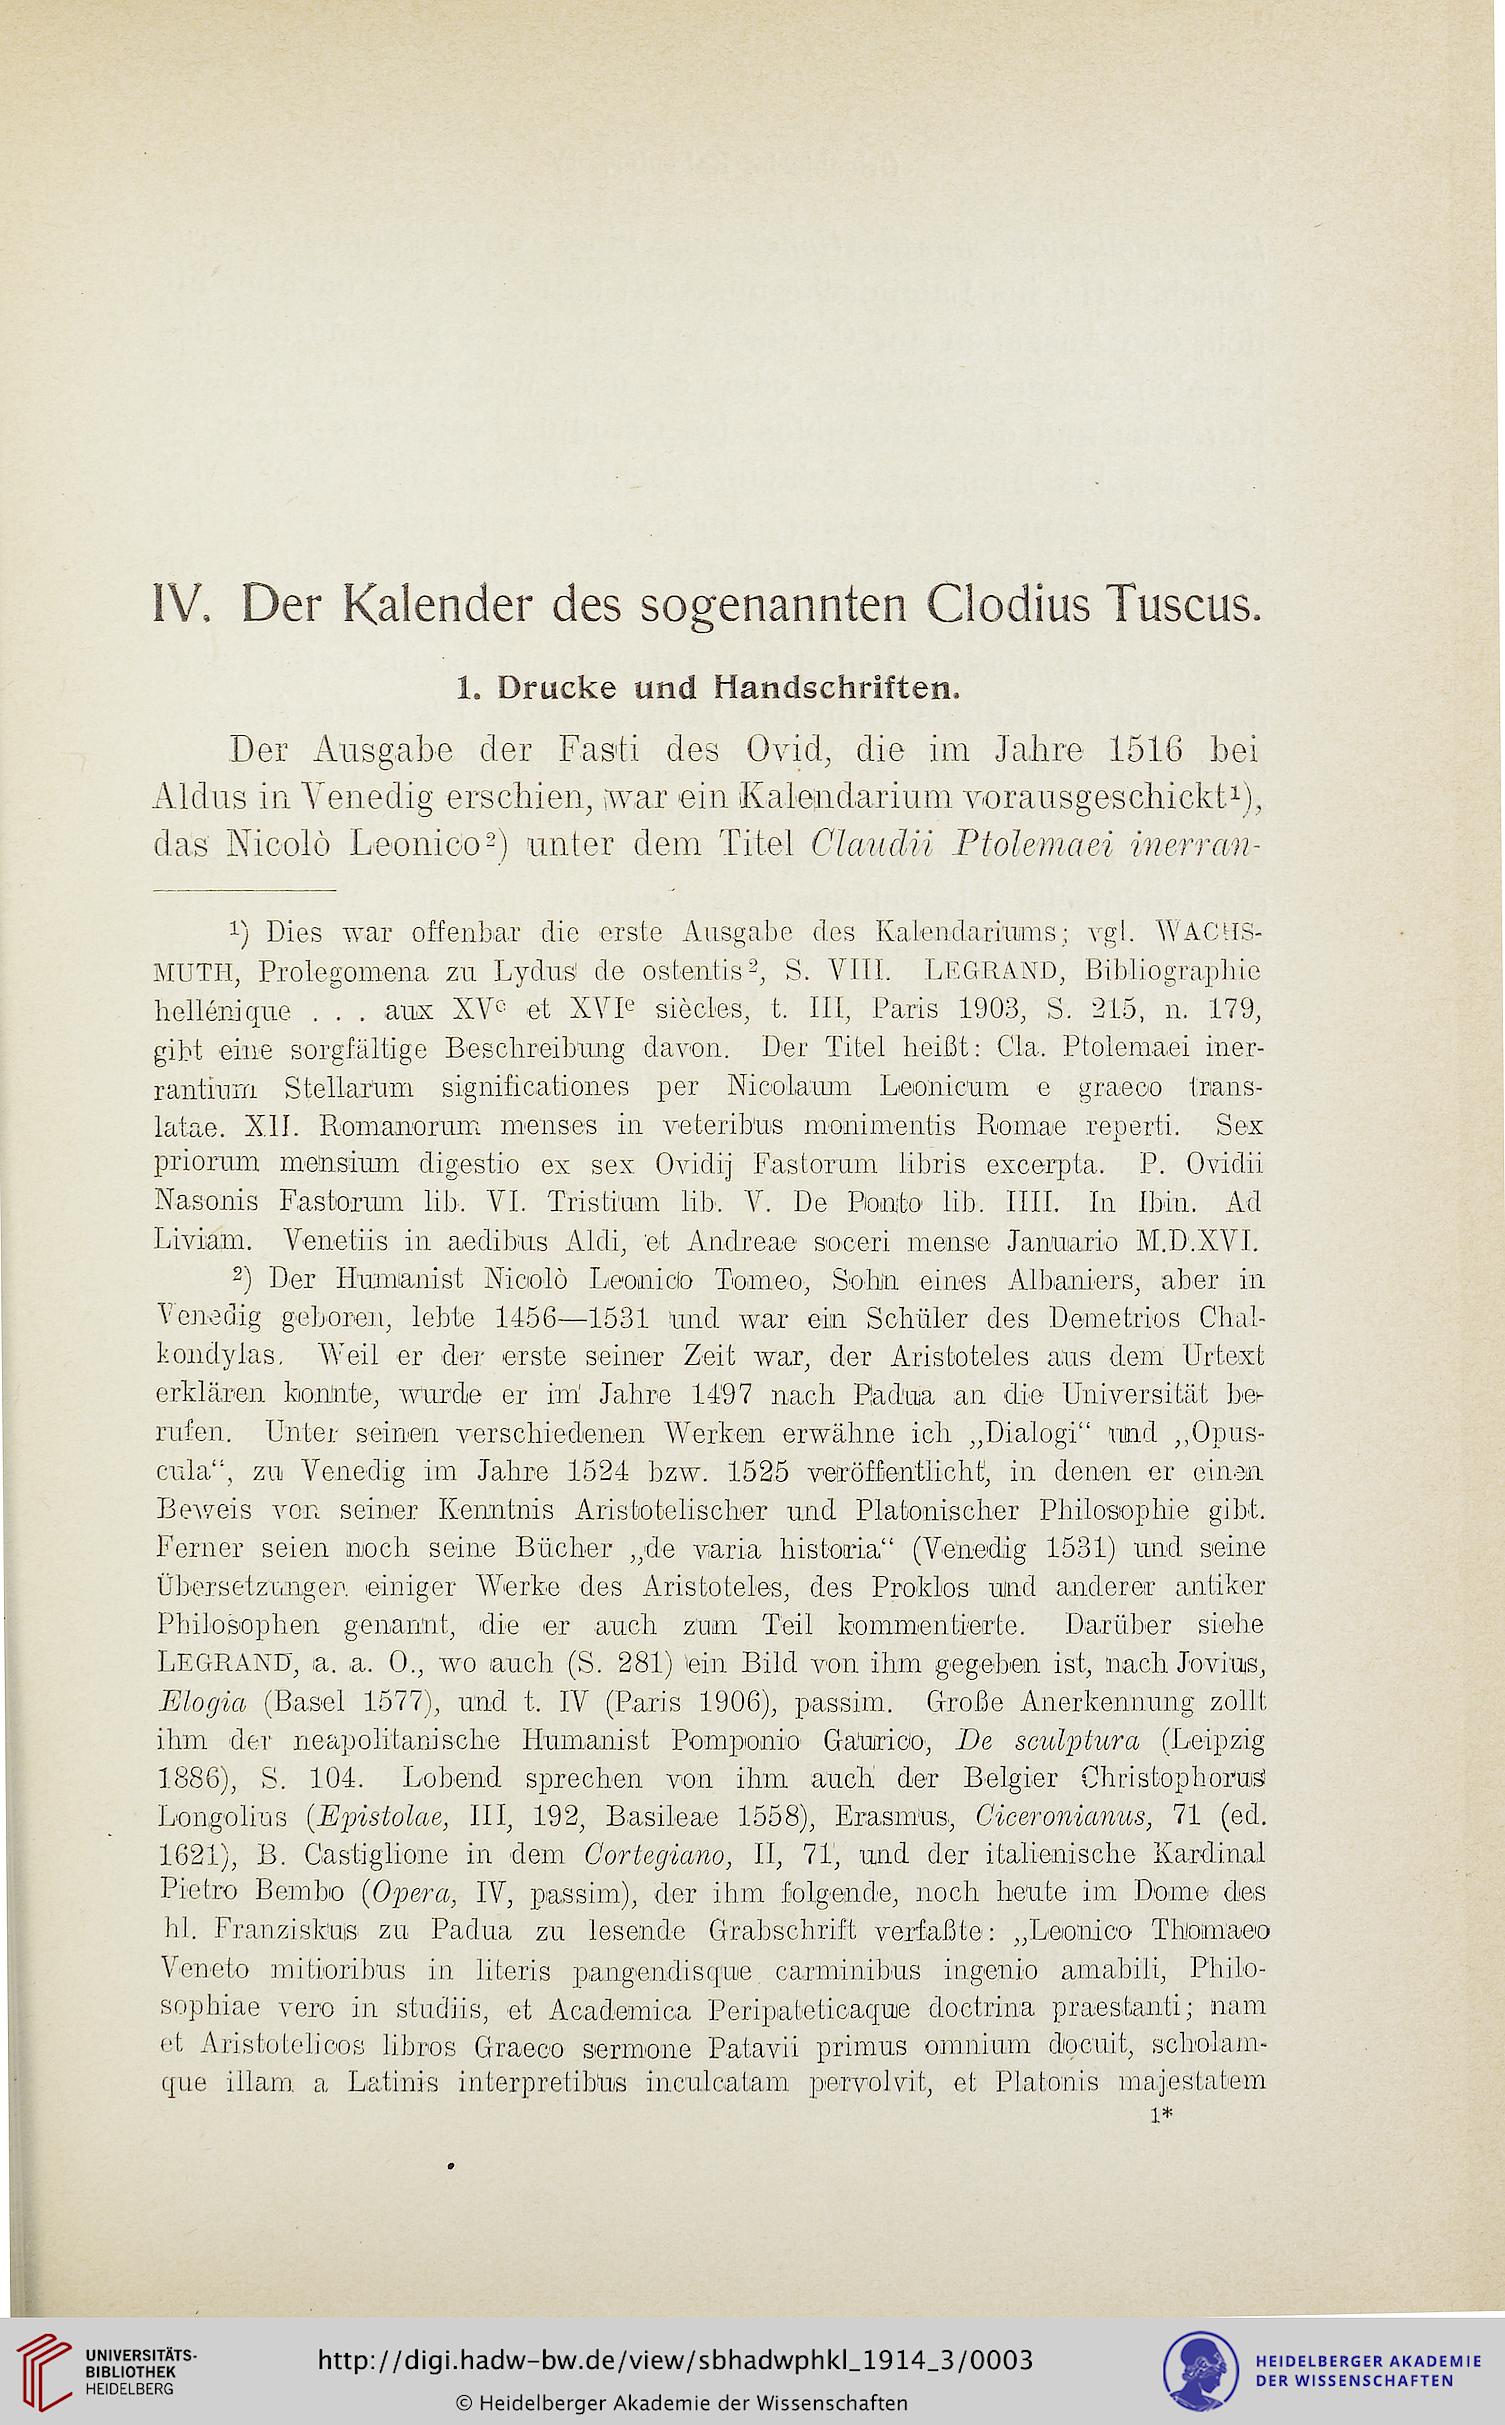 IV. Der Kalender des sogenannten Clodius Tuscus.
1. Drucke und Handschriften.
Der Ausgabe der Fasti des Ovid, die im Jahre 1516 bei
Aldus in Venedig erschien, war ein Kalendarium vorausgeschickt¹),
das Nicolò Leonico²) unter dem Titel Claudii Ptolemaei inerran-
¹) Dies war offenbar die erste Ausgabe des Kalendariums; vgl. WACHS-
MUTH, Prolegomena zu Lydus de ostentis², S. VIII. LEGRAND, Bibliographie
hellénique . . . aux XVᵉ et XVIᵉ siècles, t. III, Paris 1903, S. 215, n. 179,
gibt eine sorgfältige Beschreibung davon. Der Titel heißt: Cla. Ptolemaei iner-
rantium Stellarum significationes per Nicolaum Leonicum e graeco trans-
latae. XII. Romanorum menses in veteribus monimentis Romae reperti. Sex
priorum mensium digestio ex sex Ovidij Fastorum libris excerpta. P. Ovidii
Nasonis Fastorum lib. VI. Tristium lib. V. De Ponto lib. IIII. In Ibin. Ad
Liviam. Venetiis in aedibus Aldi, et Andreae soceri mense Januario M.D.XVI.
²) Der Humanist Nicolò Leonico Tomeo, Sohn eines Albaniers, aber in
Venedig geboren, lebte 1456—1531 und war ein Schüler des Demetrios Chal-
kondylas. Weil er der erste seiner Zeit war, der Aristoteles aus dem Urtext
erklären konnte, wurde er im Jahre 1497 nach Padua an die Universität be-
rufen. Unter seinen verschiedenen Werken erwähne ich „Dialogi“ und „Opus-
cula“, zu Venedig im Jahre 1524 bzw. 1525 veröffentlicht, in denen er einen
Beweis von seiner Kenntnis Aristotelischer und Platonischer Philosophie gibt.
Ferner seien noch seine Bücher „de varia historia“ (Venedig 1531) und seine
Übersetzungen einiger Werke des Aristoteles, des Proklos und anderer antiker
Philosophen genannt, die er auch zum Teil kommentierte. Darüber siehe
LEGRAND, a. a. O., wo auch (S. 281) ein Bild von ihm gegeben ist, nach Jovius,
Elogia (Basel 1577), und t. IV (Paris 1906), passim. Große Anerkennung zollt
ihm der neapolitanische Humanist Pomponio Gaurico, De sculptura (Leipzig
1886), S. 104. Lobend sprechen von ihm auch der Belgier Christophorus
Longolius (Epistolae, III, 192, Basileae 1558), Erasmus, Ciceronianus, 71 (ed.
1621), B. Castiglione in dem Cortegiano, II, 71, und der italienische Kardinal
Pietro Bembo (Opera, IV, passim), der ihm folgende, noch heute im Dome des
hl. Franziskus zu Padua zu lesende Grabschrift verfaßte: „Leonico Thomaeo
Veneto mitioribus in literis pangendisque carminibus ingenio amabili, Philo-
sophiae vero in studiis, et Academica Peripateticaque doctrina praestanti; nam
et Aristotelicos libros Graeco sermone Patavii primus omnium docuit, scholam-
que illam a Latinis interpretibus inculcatam pervolvit, et Platonis majestatem
1*
UNIVERSITÄTS-
BIBLIOTHEK
HEIDELBERG
http://digi.hadw-bw.de/view/sbhadwphkl_1914_3/0003
© Heidelberger Akademie der Wissenschaften
HEIDELBERGER AKADEMIE
DER WISSENSCHAFTEN